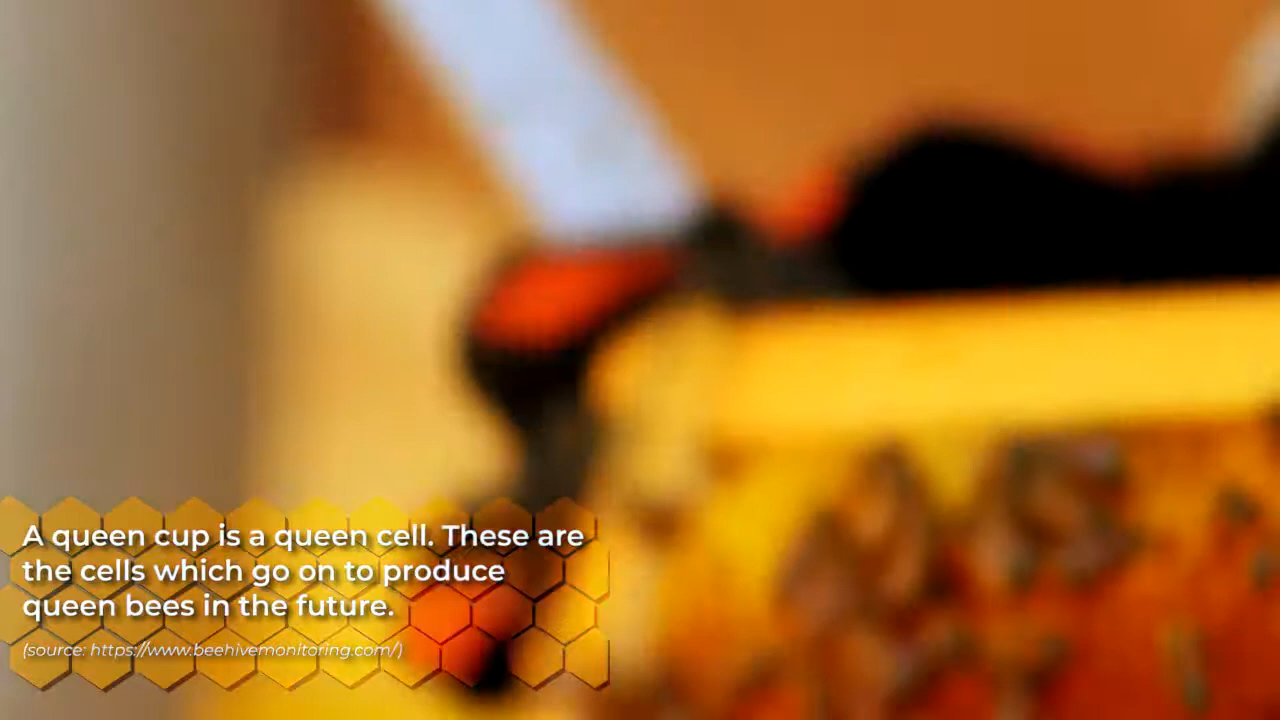 A queen cup is a queen cell. These are
the cells which go on to produce
queen bees in the future.
(source: https://www.beehivemonitoring.com/)